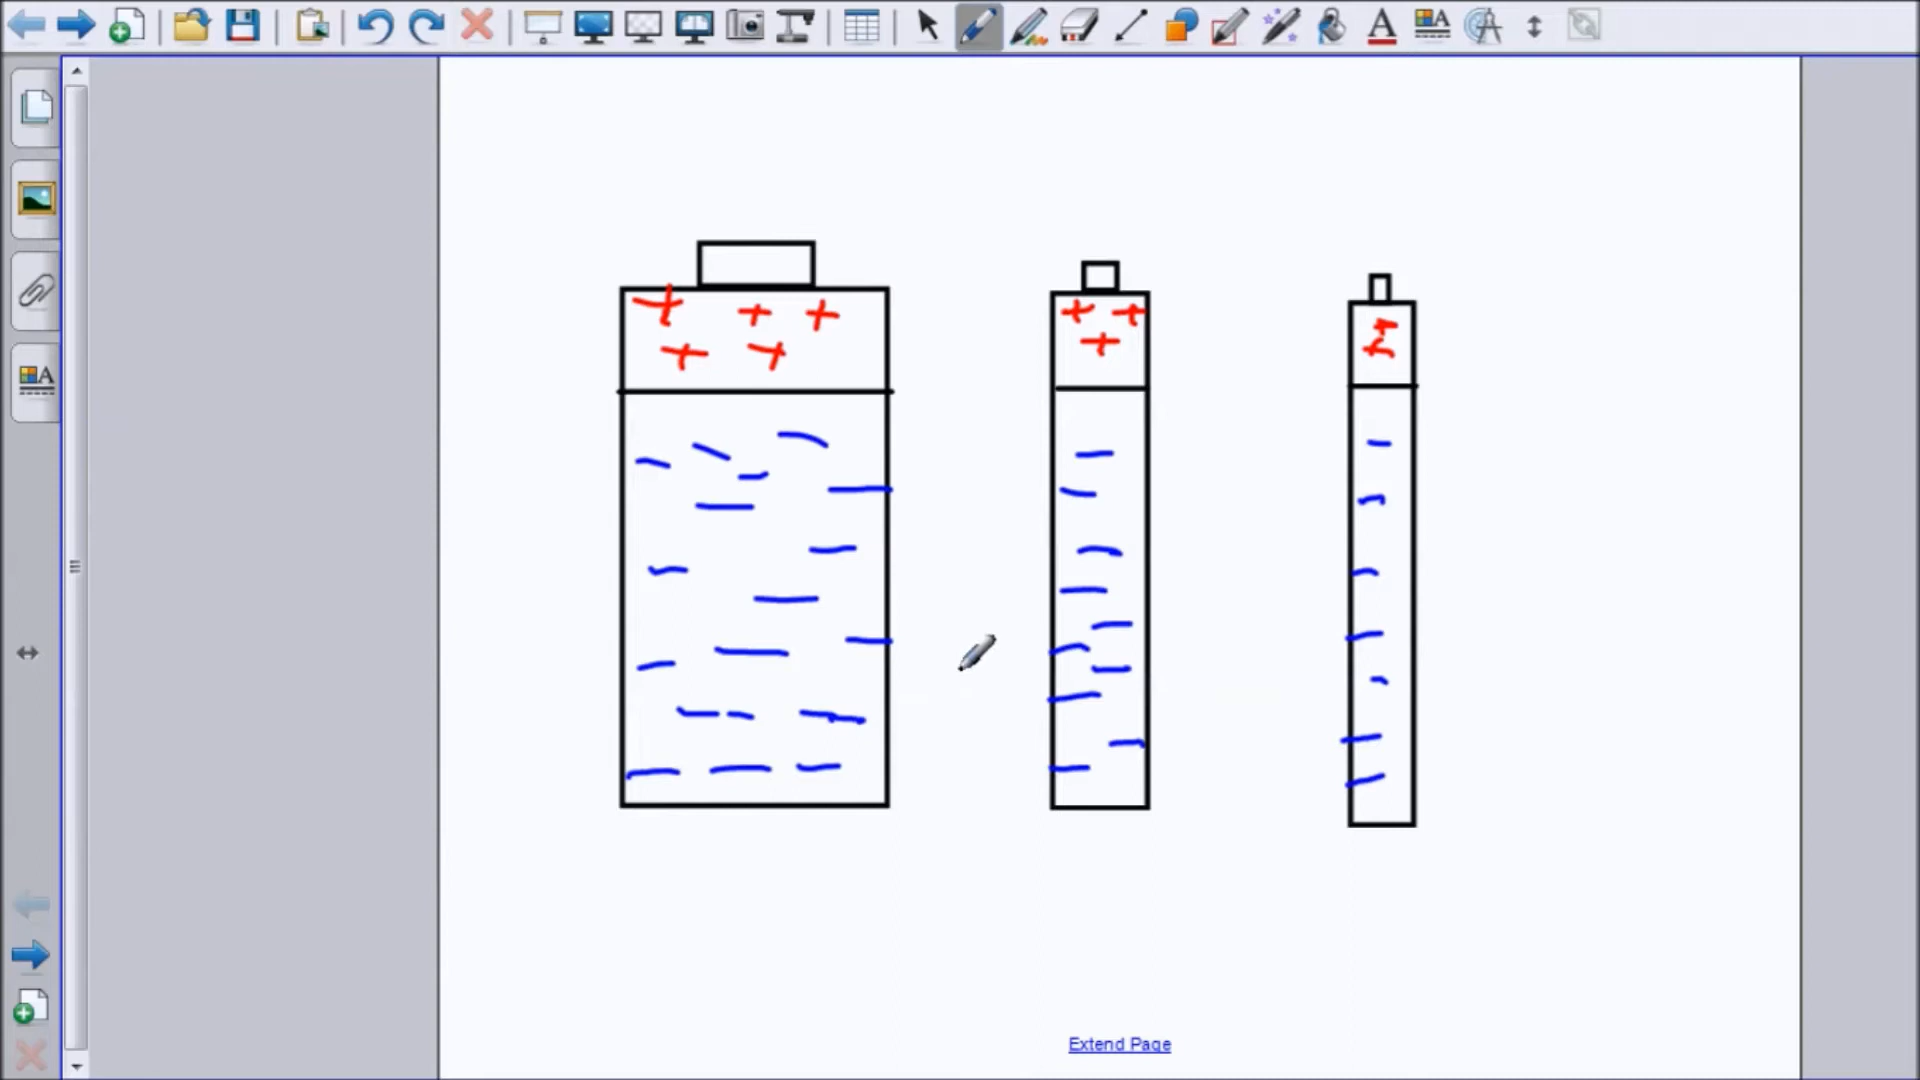 + + +
+ +
+ +
+
+
+
Extend Page